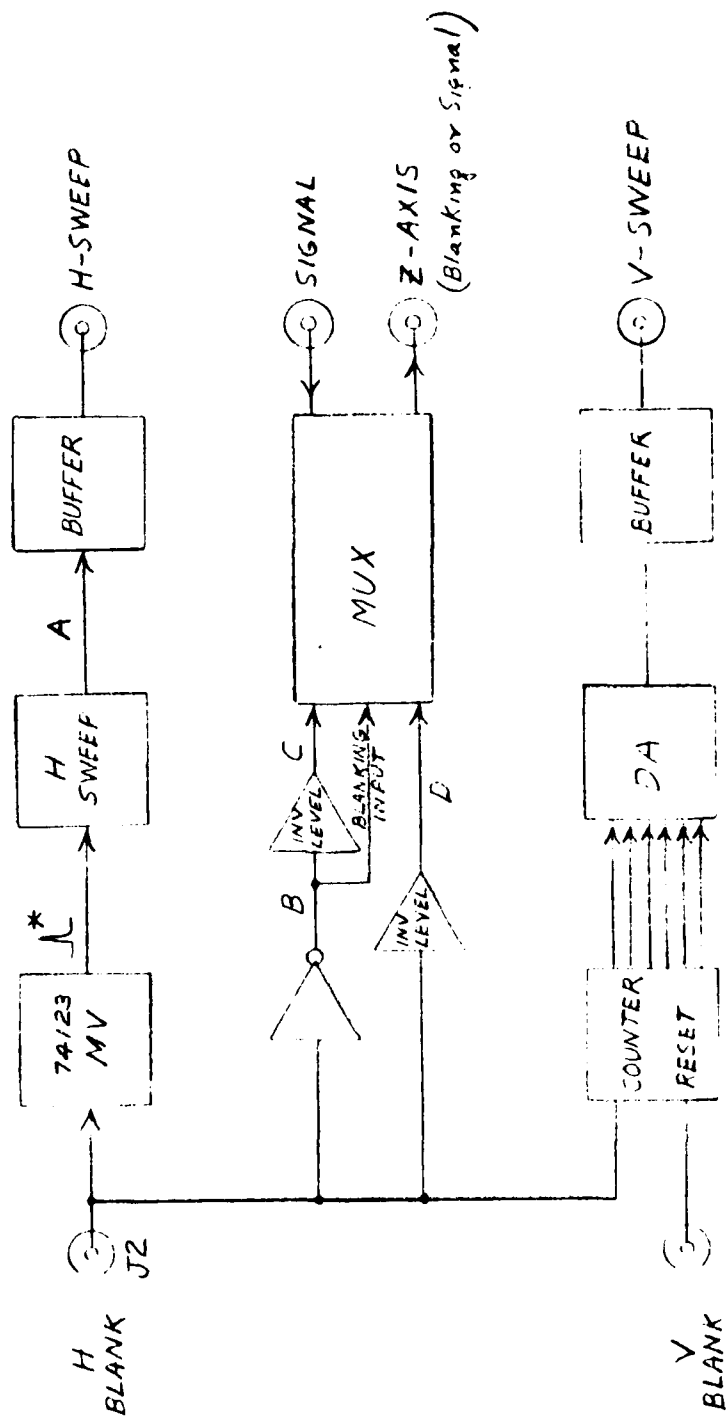 H
BLANK
J2
74123
MV
*
H
SWEEP
A
BUFFER
H-SWEEP
B
INV
LEVEL
C
BLANKING
INPUT
INV
LEVEL
D
MUX
SIGNAL
Z-AXIS
(Blanking or Signal)
V
BLANK
COUNTER
RESET
DA
BUFFER
V-SWEEP